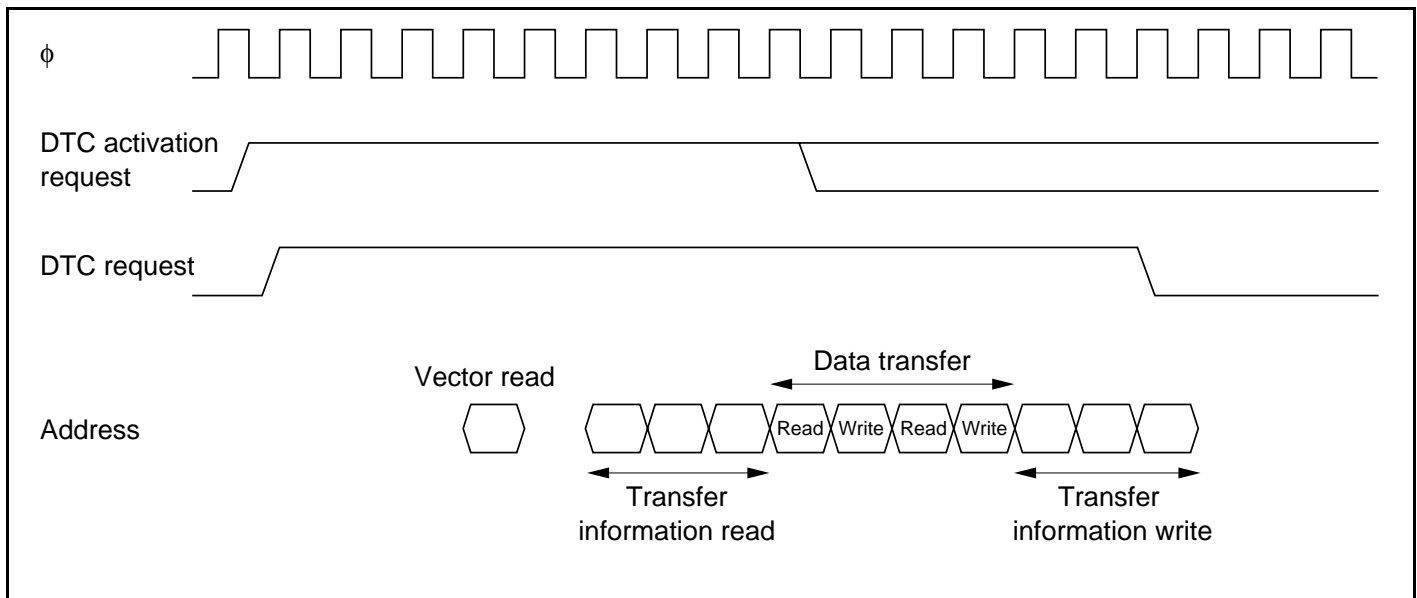 ϕ
DTC activation
request
DTC request
Data transfer
Vector read
Address
Read Write Read Write
Transfer
information read
Transfer
information write